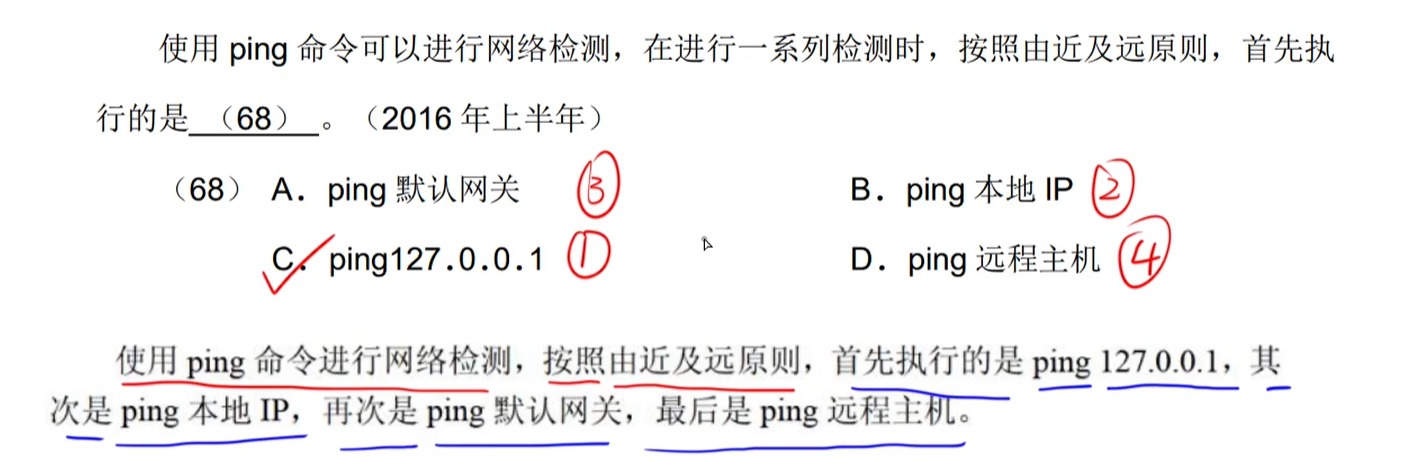 使用 ping 命令可以进行网络检测，在进行一系列检测时，按照由近及远原则，首先执
行的是 （68） 。（2016 年上半年）
（68） A. ping 默认网关 ③ B. ping 本地 IP ②
C. ping127.0.0.1 ① D. ping 远程主机 ④
使用 ping 命令进行网络检测，按照由近及远原则，首先执行的是 ping 127.0.0.1，其
次是 ping 本地 IP，再次是 ping 默认网关，最后是 ping 远程主机。